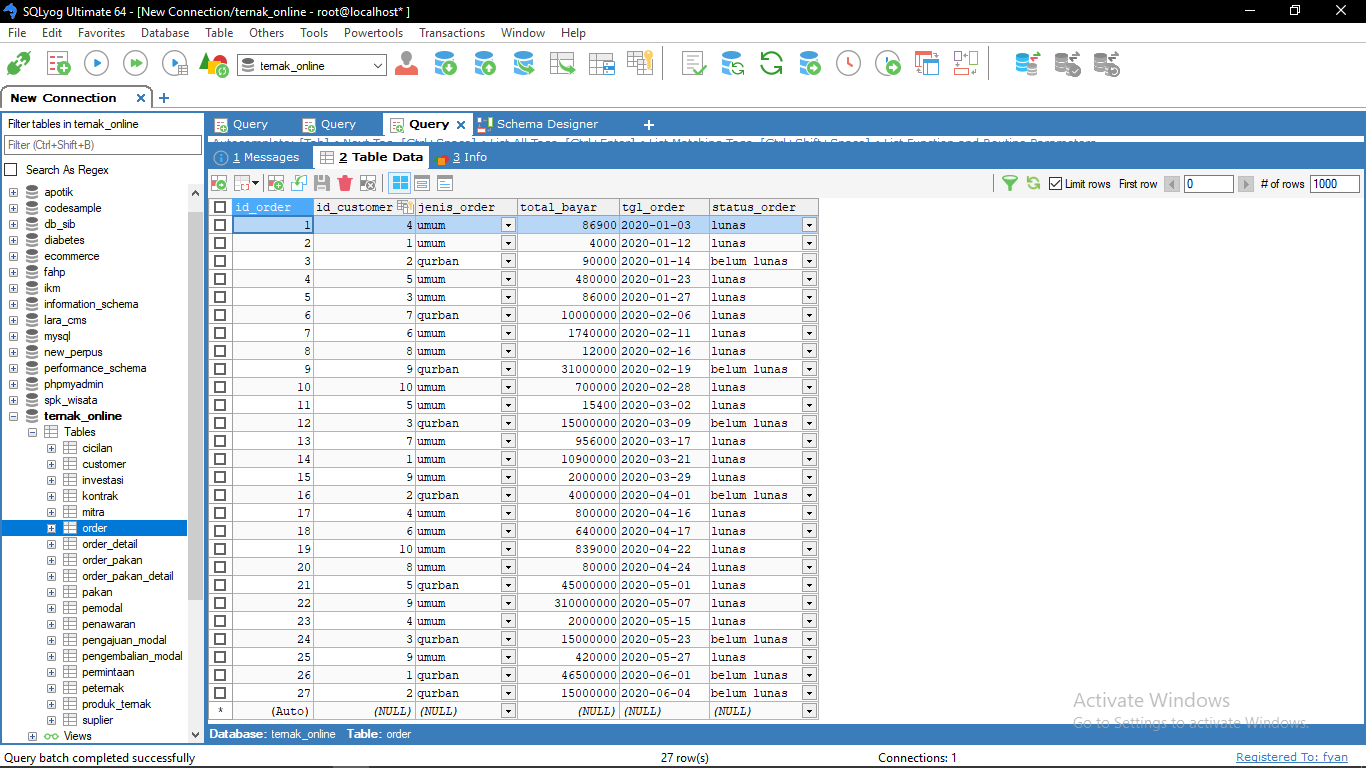 SQLyog Ultimate 64 - [New Connection/ternak_online - root@localhost* ]
File Edit Favorites Database Table Others Tools Powertools Transactions Window Help
ternak_online
New Connection
Filter tables in ternak_online
Filter (Ctrl+Shift+B)
Search As Regex
apotik
codesample
db_sib
diabetes
ecommerce
fahp
ikm
information_schema
lara_cms
mysql
new_perpus
performance_schema
phpmyadmin
spk_wisata
ternak_online
Tables
cicilan
customer
investasi
kontrak
mitra
order
order_detail
order_pakan
order_pakan_detail
pakan
pemodal
penawaran
pengajuan_modal
pengembalian_modal
permintaan
peternak
produk_ternak
suplier
Views
Query Query Query Schema Designer
Autocomplete: [Tab]-> Next Tag. [Ctrl+Space]-> List All Tags. [Ctrl+Enter]-> List Matching Tags. [Ctrl+Shift+Space]-> List Function and Routine Parameters.
1 Messages 2 Table Data 3 Info
Limit rows First row 0 # of rows 1000
id_order id_customer jenis_order total_bayar tgl_order status_order
1 4 umum 86900 2020-01-03 lunas
2 1 umum 4000 2020-01-12 lunas
3 2 qurban 90000 2020-01-14 belum lunas
4 5 umum 480000 2020-01-23 lunas
5 3 umum 86000 2020-01-27 lunas
6 7 qurban 10000000 2020-02-06 lunas
7 6 umum 1740000 2020-02-11 lunas
8 8 umum 12000 2020-02-16 lunas
9 9 qurban 31000000 2020-02-19 belum lunas
10 10 umum 700000 2020-02-28 lunas
11 5 umum 15400 2020-03-02 lunas
12 3 qurban 15000000 2020-03-09 belum lunas
13 7 umum 956000 2020-03-17 lunas
14 1 umum 10900000 2020-03-21 lunas
15 9 umum 2000000 2020-03-29 lunas
16 2 qurban 4000000 2020-04-01 belum lunas
17 4 umum 800000 2020-04-16 lunas
18 6 umum 640000 2020-04-17 lunas
19 10 umum 839000 2020-04-22 lunas
20 8 umum 80000 2020-04-24 lunas
21 5 qurban 45000000 2020-05-01 lunas
22 9 umum 310000000 2020-05-07 lunas
23 4 umum 2000000 2020-05-15 lunas
24 3 qurban 15000000 2020-05-23 belum lunas
25 9 umum 420000 2020-05-27 lunas
26 1 qurban 46500000 2020-06-01 belum lunas
27 2 qurban 15000000 2020-06-04 belum lunas
* (Auto) (NULL) (NULL) (NULL) (NULL) (NULL)
Activate Windows
Go to Settings to activate Windows.
Database: ternak_online Table: order
Query batch completed successfully 27 row(s) Connections: 1 Registered To: fyan